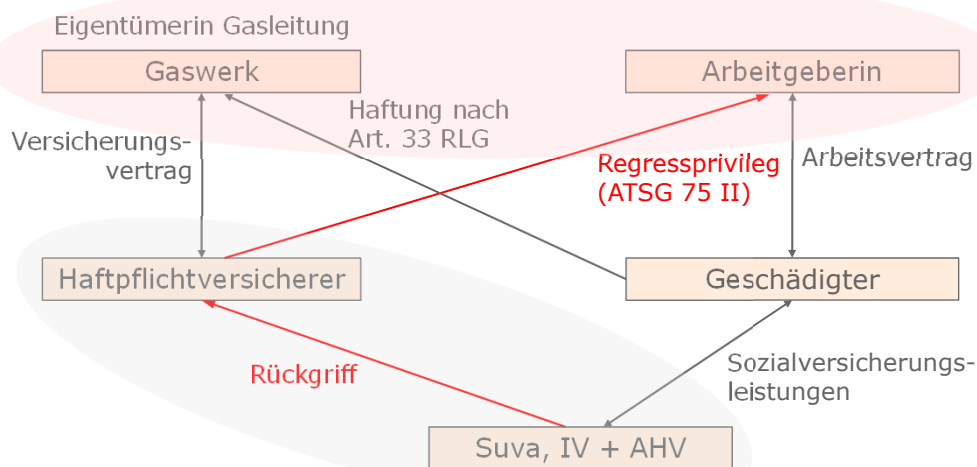 Eigentümerin Gasleitung
Gaswerk
Arbeitgeberin
Haftung nach
Art. 33 RLG
Versicherungs-
vertrag
Regressprivileg
(ATSG 75 II)
Arbeitsvertrag
Haftpflichtversicherer
Geschädigter
Rückgriff
Sozialversicherungs-
leistungen
Suva, IV + AHV